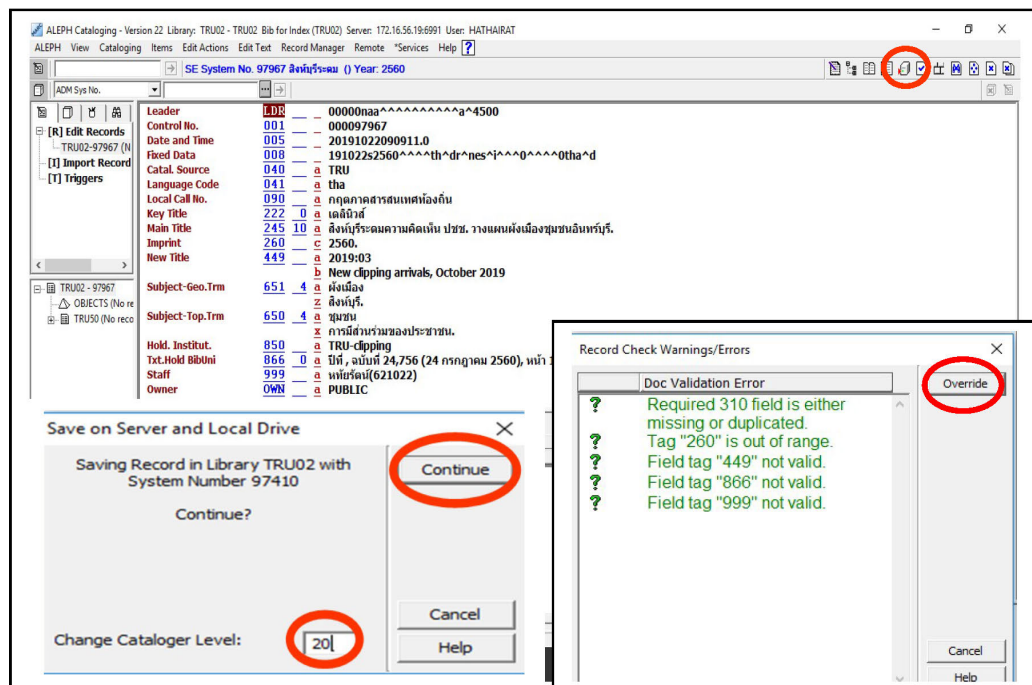 ALEPH Cataloging - Version 22 Library: TRU02 - TRU02 Bib for Index (TRU02) Server: 172.16.56.19:6991 User: HATHAIRAT
ALEPH View Cataloging Items Edit Actions Edit Text Record Manager Remote *Services Help ?
SE System No. 97967 สิงห์บุรีระดม () Year: 2560
ADM Sys No.
[R] Edit Records
TRU02-97967 (N
[I] Import Record
[T] Triggers
TRU02 - 97967
OBJECTS (No re
TRU50 (No reco
Leader LDR 00000naa^^^^^^^^^^a^4500
Control No. 001 000097967
Date and Time 005 20191022090911.0
Fixed Data 008 191022s2560^^^^th^dr^nes^i^^^0^^^^0tha^d
Catal. Source 040 a TRU
Language Code 041 a tha
Local Call No. 090 a กฤตภาคสารสนเทศท้องถิ่น
Key Title 222 0 a เดลินิวส์
Main Title 245 10 a สิงห์บุรีระดมความคิดเห็น ปชช. วางแผนผังเมืองชุมชนอินทร์บุรี.
Imprint 260 c 2560.
New Title 449 a 2019:03
b New clipping arrivals, October 2019
Subject-Geo.Trm 651 4 a ผังเมือง
z สิงห์บุรี.
Subject-Top.Trm 650 4 a ชุมชน
x การมีส่วนร่วมของประชาชน.
Hold. Institut. 850 a TRU-clipping
Txt.Hold BibUni 866 0 a ปีที่ , ฉบับที่ 24,756 (24 กรกฎาคม 2560), หน้า
Staff 999 a หทัยรัตน์(621022)
Owner OWN a PUBLIC
Save on Server and Local Drive
Saving Record in Library TRU02 with
System Number 97410
Continue?
Continue
Cancel
Change Cataloger Level: 20
Help
Record Check Warnings/Errors
Doc Validation Error
Override
? Required 310 field is either
missing or duplicated.
? Tag "260" is out of range.
? Field tag "449" not valid.
? Field tag "866" not valid.
? Field tag "999" not valid.
Cancel
Help